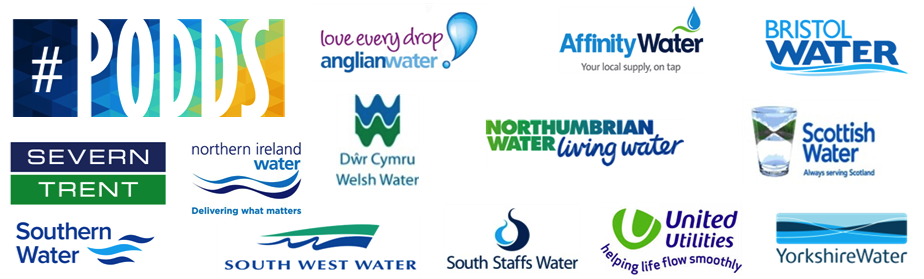 #PODDS
love every drop
anglianwater
Affinity Water
Your local supply, on tap
BRISTOL
WATER
SEVERN
TRENT
northern ireland
water
Delivering what matters
Dŵr Cymru
Welsh Water
NORTHUMBRIAN
WATER living water
Scottish
Water
Always serving Scotland
Southern
Water
SOUTH WEST WATER
South Staffs Water
United
Utilities
helping life flow smoothly
YorkshireWater